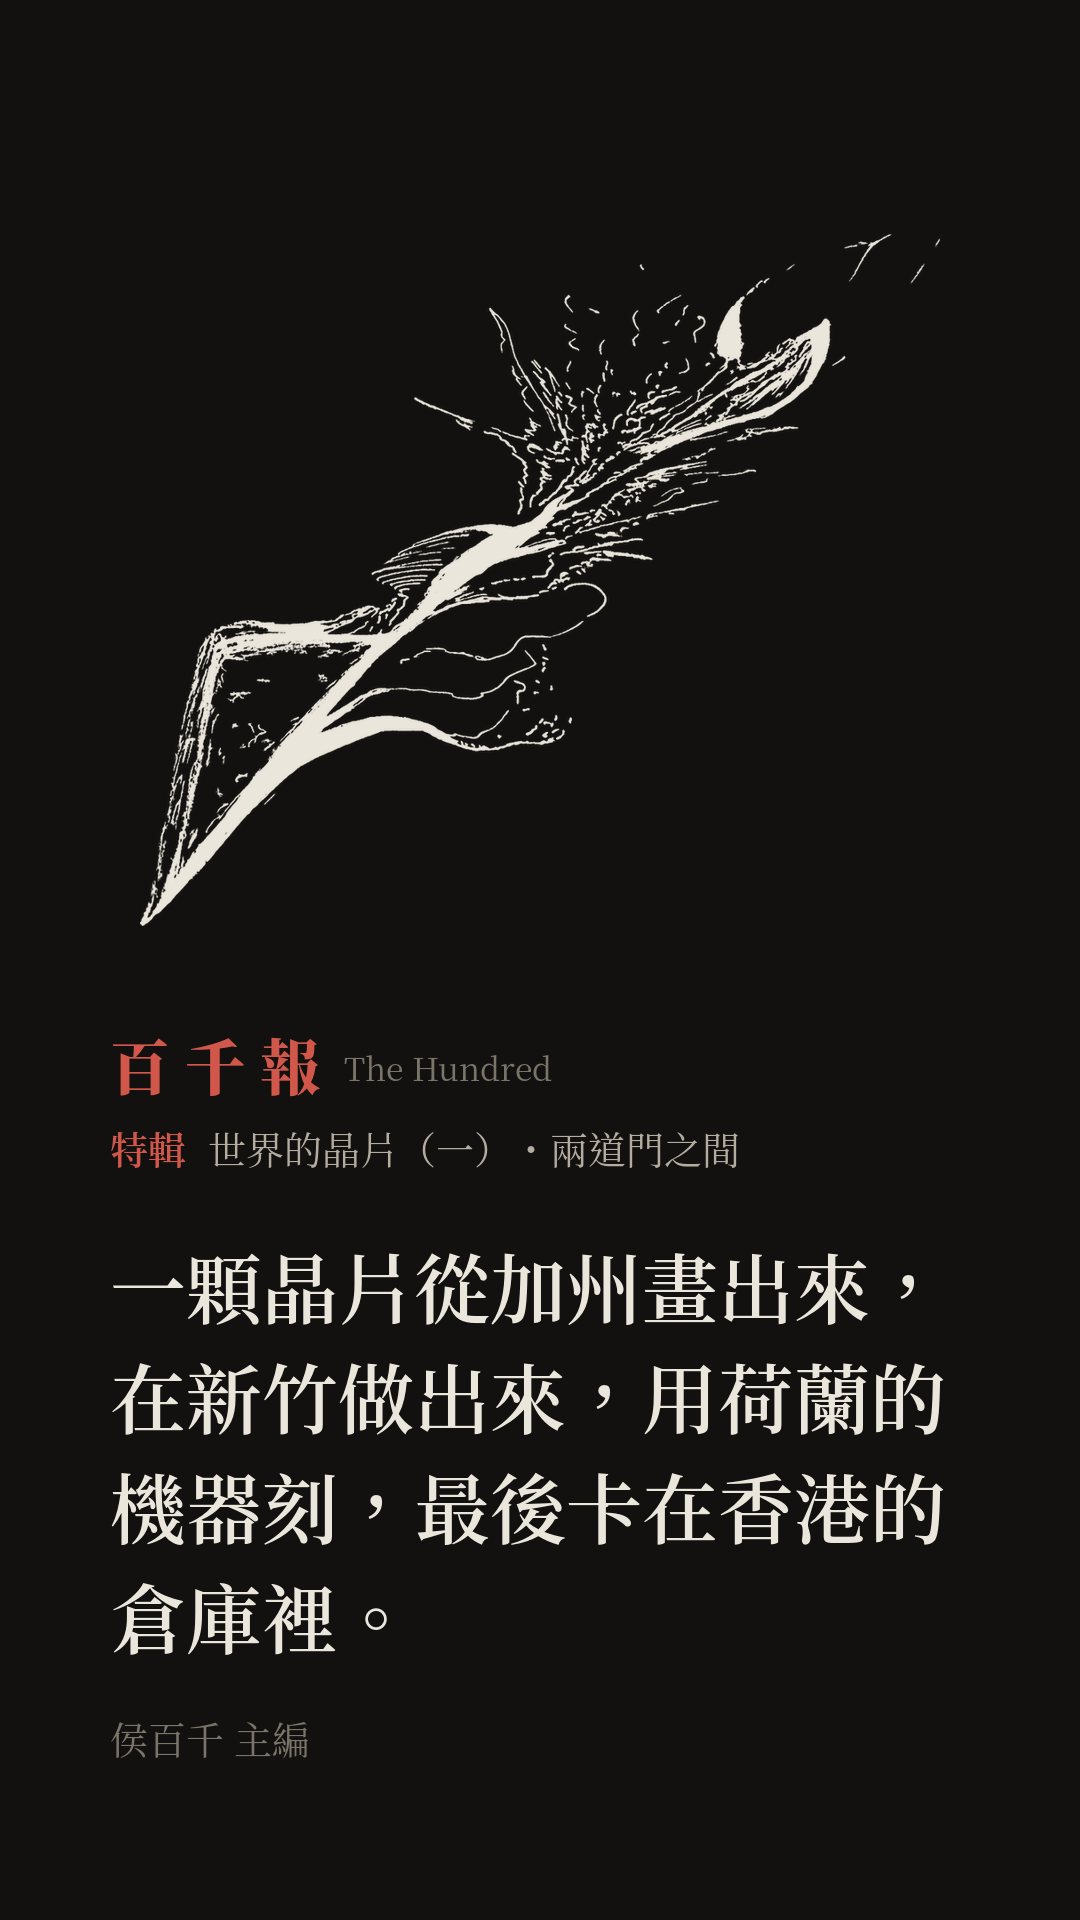 百千報 The Hundred
特輯 世界的晶片（一）・兩道門之間
一顆晶片從加州畫出來，
在新竹做出來，用荷蘭的
機器刻，最後卡在香港的
倉庫裡。
侯百千 主編